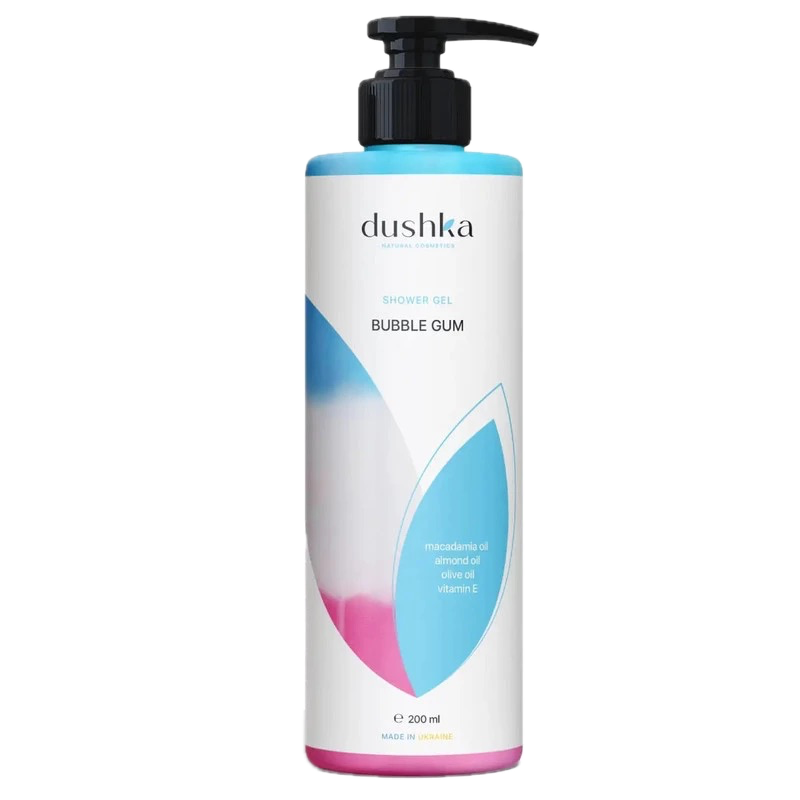 dushka
NATURAL COSMETICS
SHOWER GEL
BUBBLE GUM
macadamia oil
almond oil
olive oil
vitamin E
℮ 200 ml
MADE IN UKRAINE